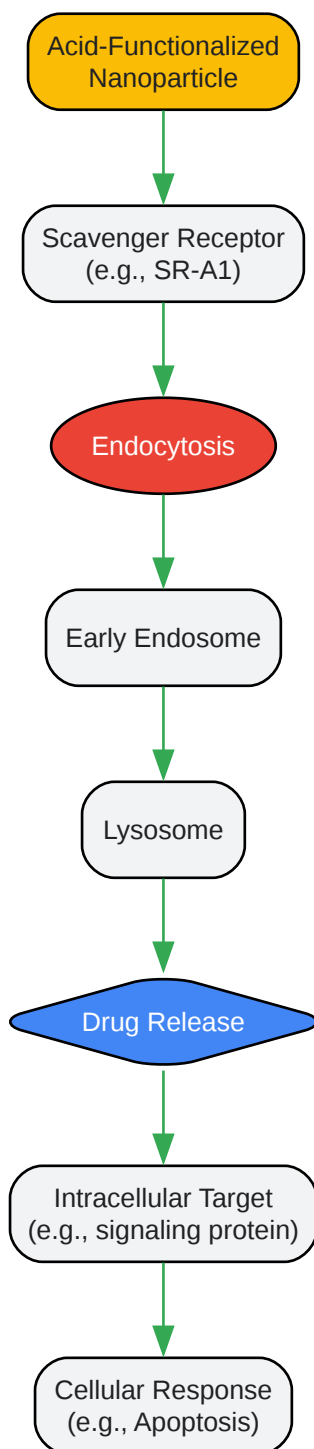 Acid-Functionalized
Nanoparticle
Scavenger Receptor
(e.g., SR-A1)
Endocytosis
Early Endosome
Lysosome
Drug Release
Intracellular Target
(e.g., signaling protein)
Cellular Response
(e.g., Apoptosis)